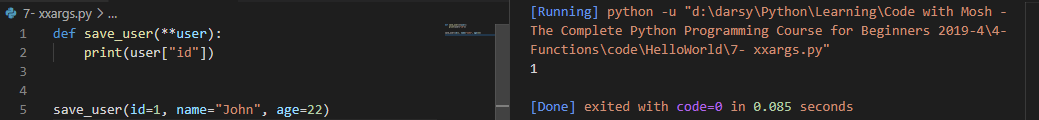 7- xxargs.py > ...
1 def save_user(**user):
2 print(user["id"])
3
4
5 save_user(id=1, name="John", age=22)
[Running] python -u "d:\darsy\Python\Learning\Code with Mosh -
The Complete Python Programming Course for Beginners 2019-4\4-
Functions\code\HelloWorld\7- xxargs.py"
1
[Done] exited with code=0 in 0.085 seconds